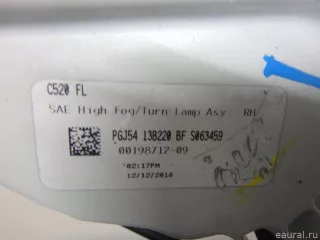 C520 FL
SAE High Fog/Turn Lamp Asy RH
PGJ54 13B220 BF S063459
00198/12-09
02:17PM
12/12/2016
eaural.ru